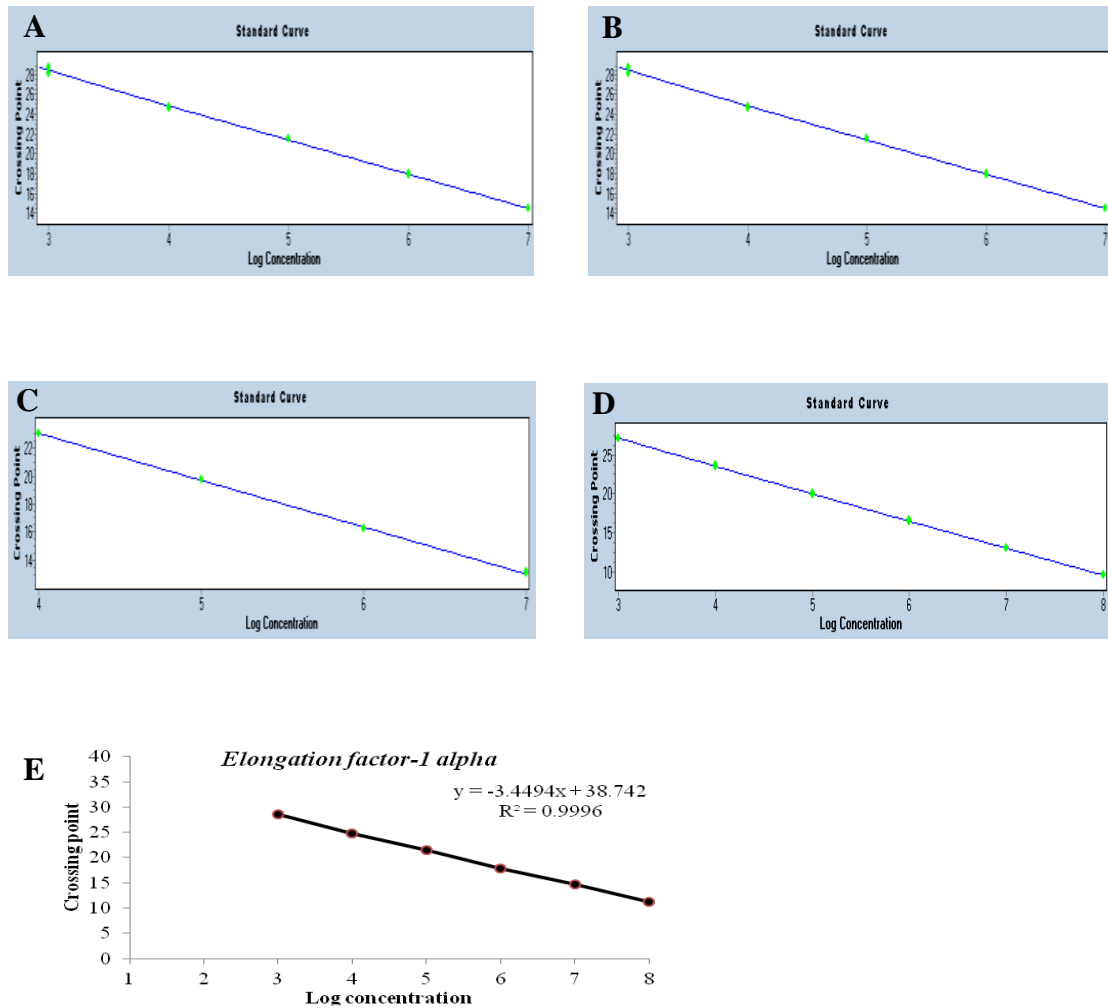 A
Standard Curve
Crossing Point
28
26
24
22
20
18
16
14
3 4 5 6 7
Log Concentration
B
Standard Curve
Crossing Point
28
26
24
22
20
18
16
14
3 4 5 6 7
Log Concentration
C
Standard Curve
Crossing Point
22
20
18
16
14
4 5 6 7
Log Concentration
D
Standard Curve
Crossing Point
25
20
15
10
3 4 5 6 7 8
Log Concentration
E
Elongation factor-1 alpha
y = -3.4494x + 38.742
R² = 0.9996
Crossing point
40
35
30
25
20
15
10
5
0
1 2 3 4 5 6 7 8
Log concentration